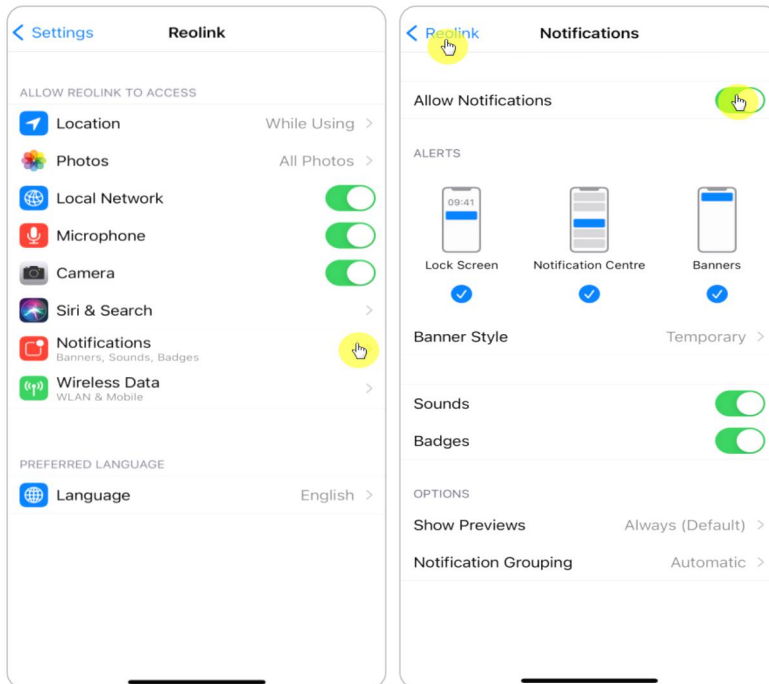 Settings
Reolink
ALLOW REOLINK TO ACCESS
Location While Using
Photos All Photos
Local Network
Microphone
Camera
Siri & Search
Notifications
Banners, Sounds, Badges
Wireless Data
WLAN & Mobile
PREFERRED LANGUAGE
Language English
Reolink
Notifications
Allow Notifications
ALERTS
09:41
Lock Screen Notification Centre Banners
Banner Style Temporary
Sounds
Badges
OPTIONS
Show Previews Always (Default)
Notification Grouping Automatic